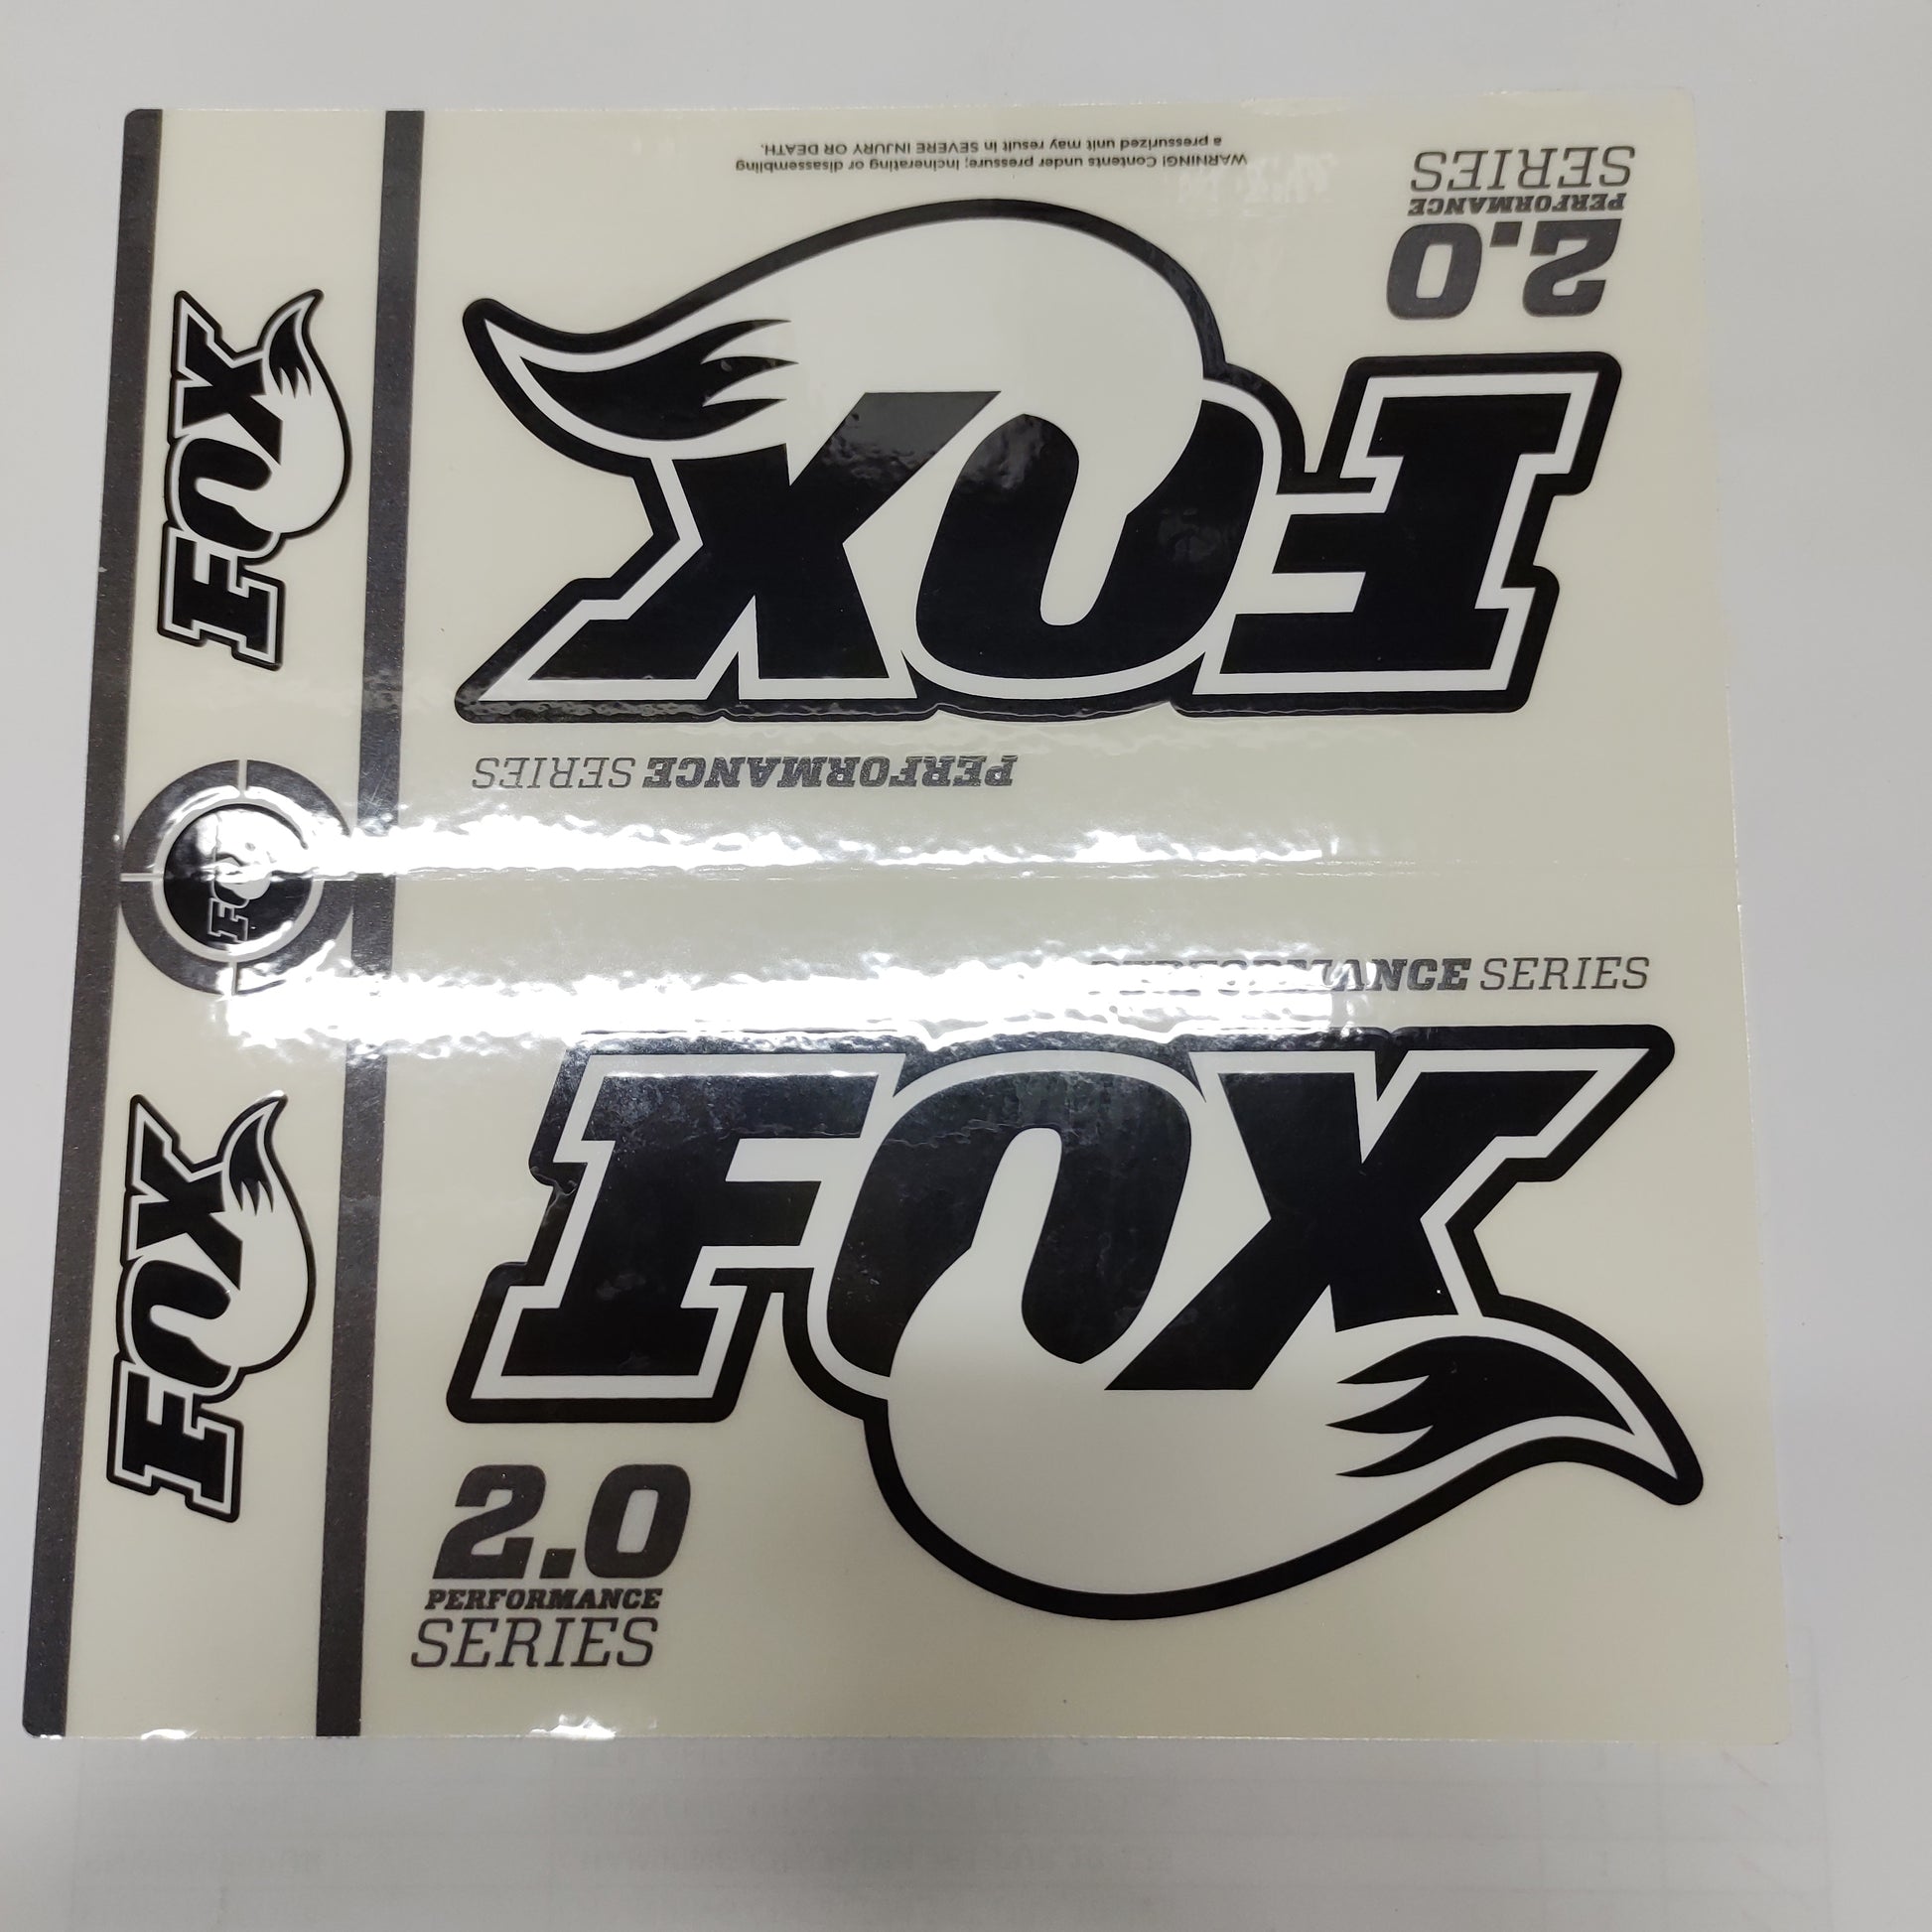 WARNING! Contents under pressure; Incinerating or disassembling
a pressurized unit may result in SEVERE INJURY OR DEATH.
2.0
PERFORMANCE
SERIES
FOX
PERFORMANCE SERIES
FOX
FOX
FOX
PERFORMANCE SERIES
FOX
2.0
PERFORMANCE
SERIES